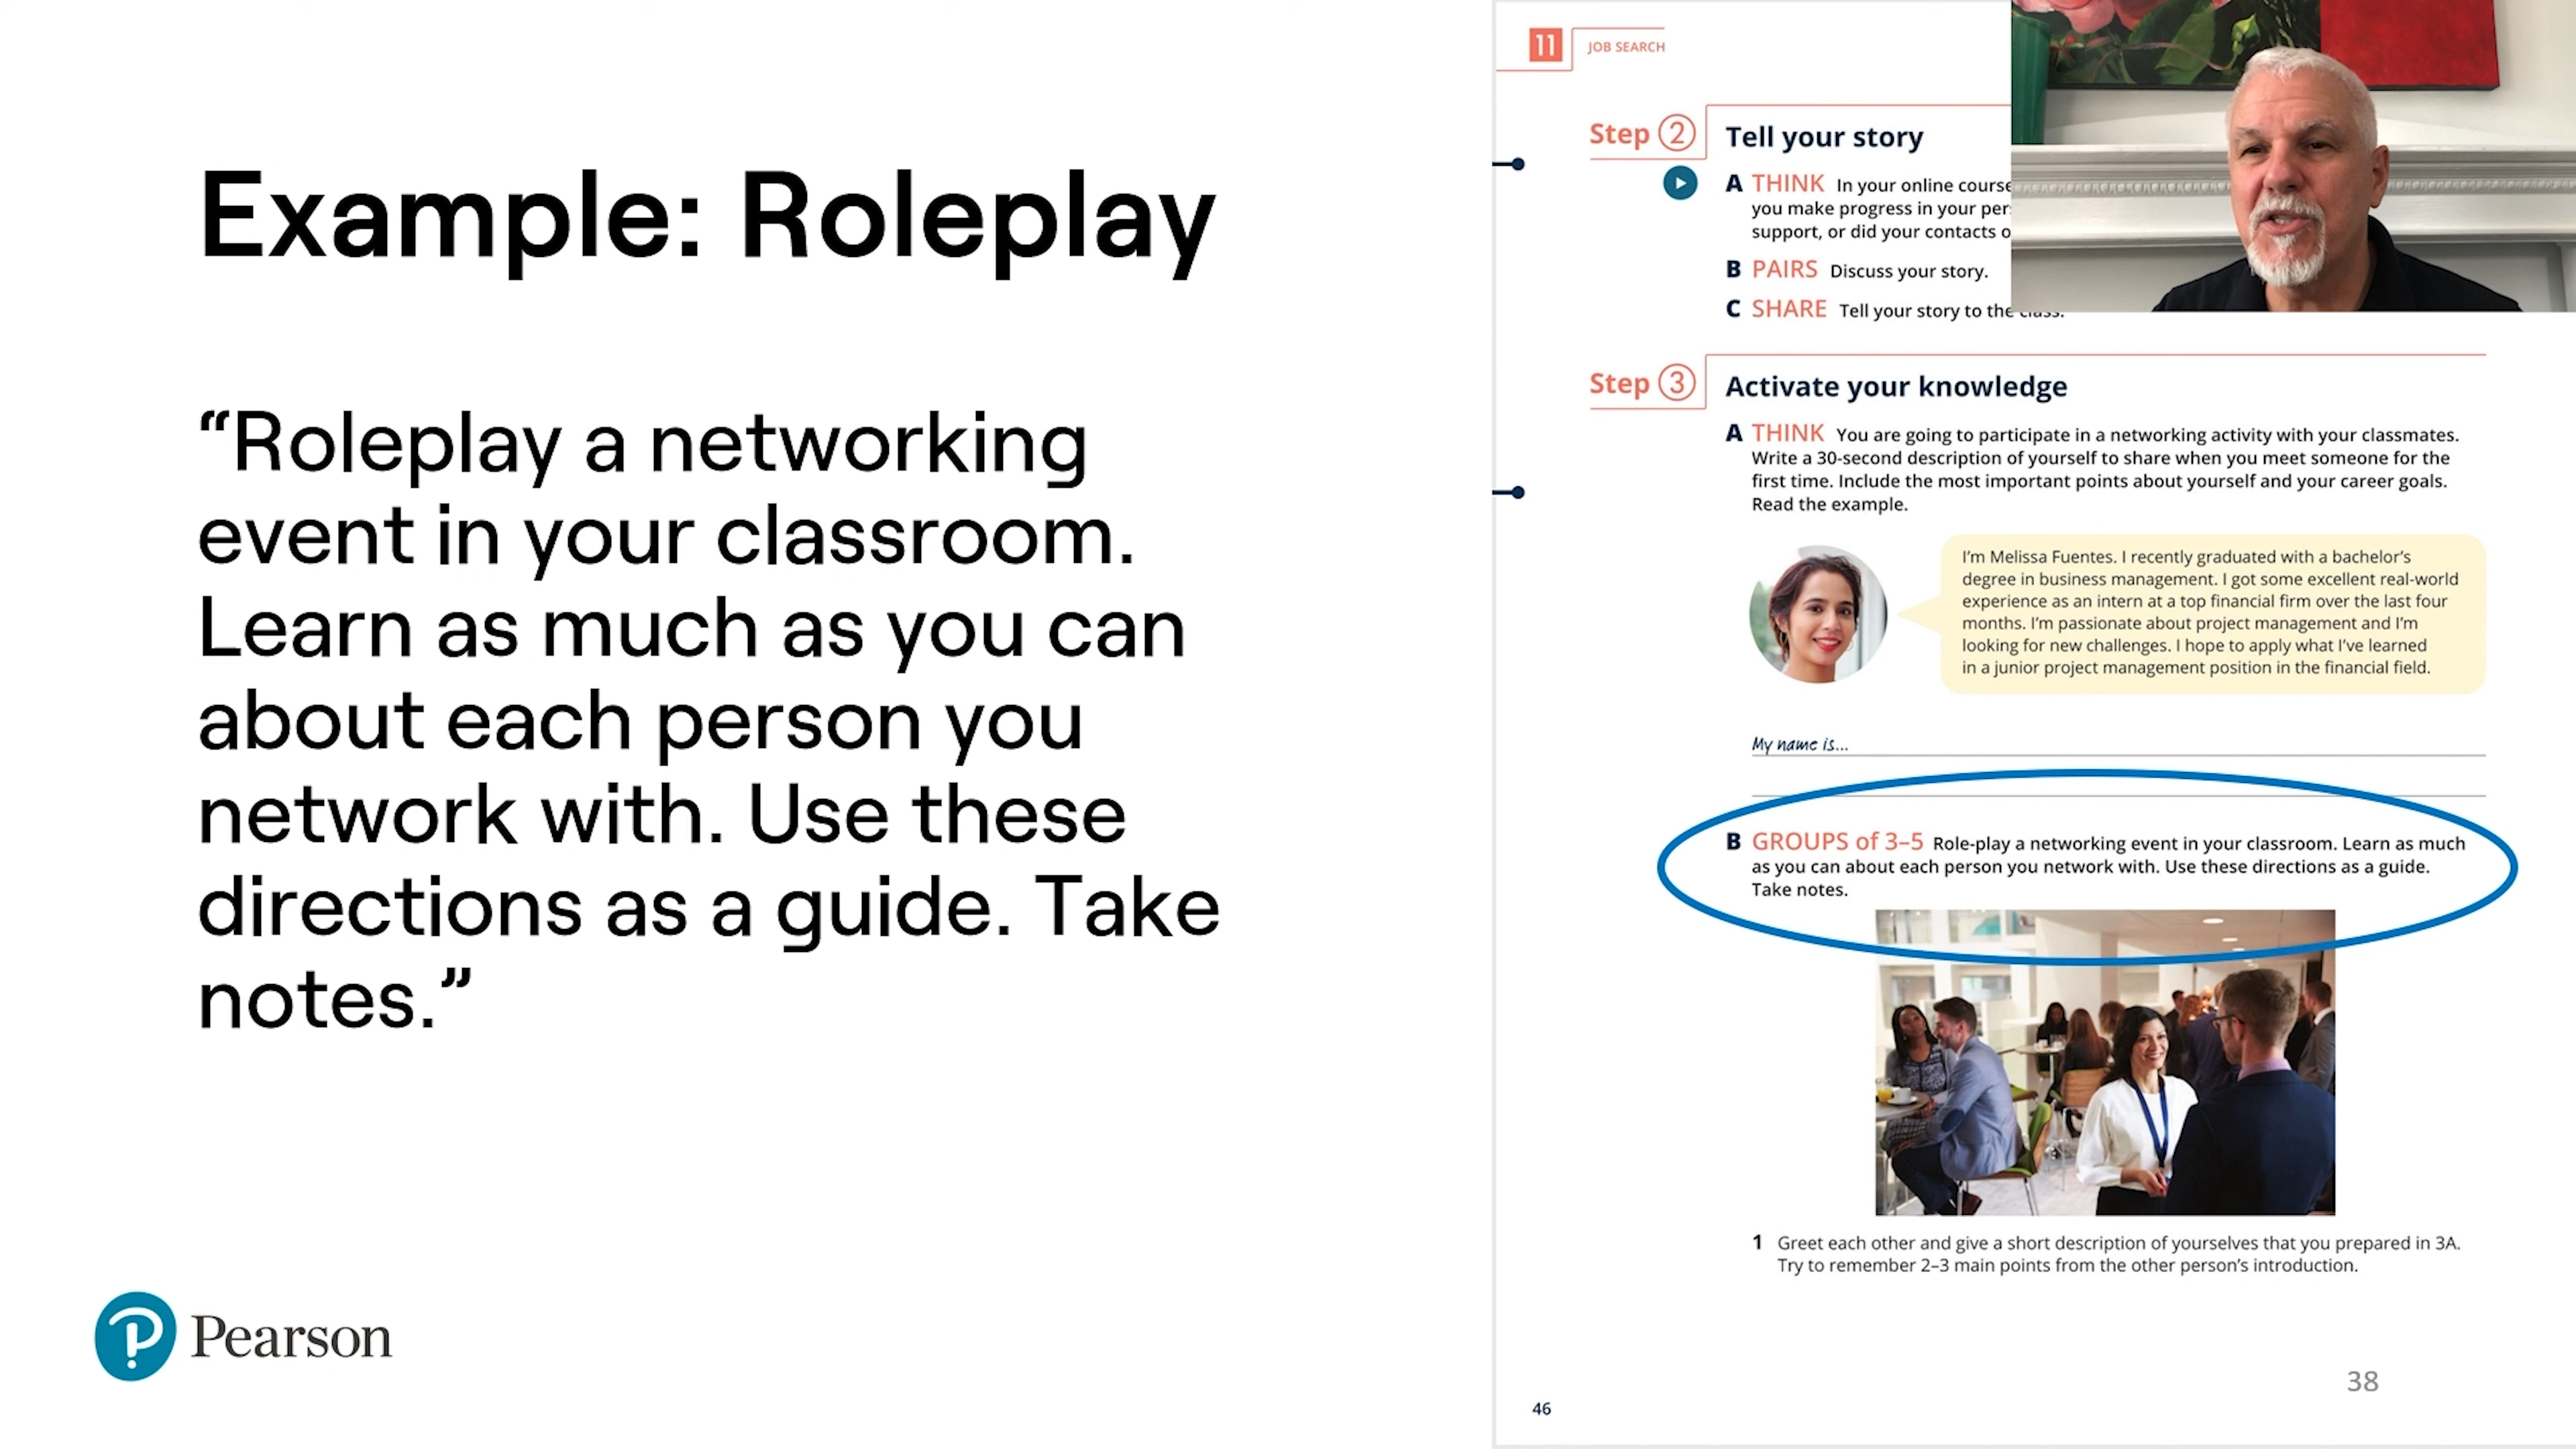 Example: Roleplay
“Roleplay a networking
event in your classroom.
Learn as much as you can
about each person you
network with. Use these
directions as a guide. Take
notes.”
Pearson
11 JOB SEARCH
Step 2 Tell your story
A THINK In your online course
you make progress in your
support, or did your contacts
B PAIRS Discuss your story.
C SHARE Tell your story to the class.
Step 3 Activate your knowledge
A THINK You are going to participate in a networking activity with your classmates.
Write a 30-second description of yourself to share when you meet someone for the
first time. Include the most important points about yourself and your career goals.
Read the example.
I’m Melissa Fuentes. I recently graduated with a bachelor’s
degree in business management. I got some excellent real-world
experience as an intern at a top financial firm over the last four
months. I’m passionate about project management and I’m
looking for new challenges. I hope to apply what I’ve learned
in a junior project management position in the financial field.
My name is...
B GROUPS of 3–5 Role-play a networking event in your classroom. Learn as much
as you can about each person you network with. Use these directions as a guide.
Take notes.
1 Greet each other and give a short description of yourselves that you prepared in 3A.
Try to remember 2–3 main points from the other person’s introduction.
38
46